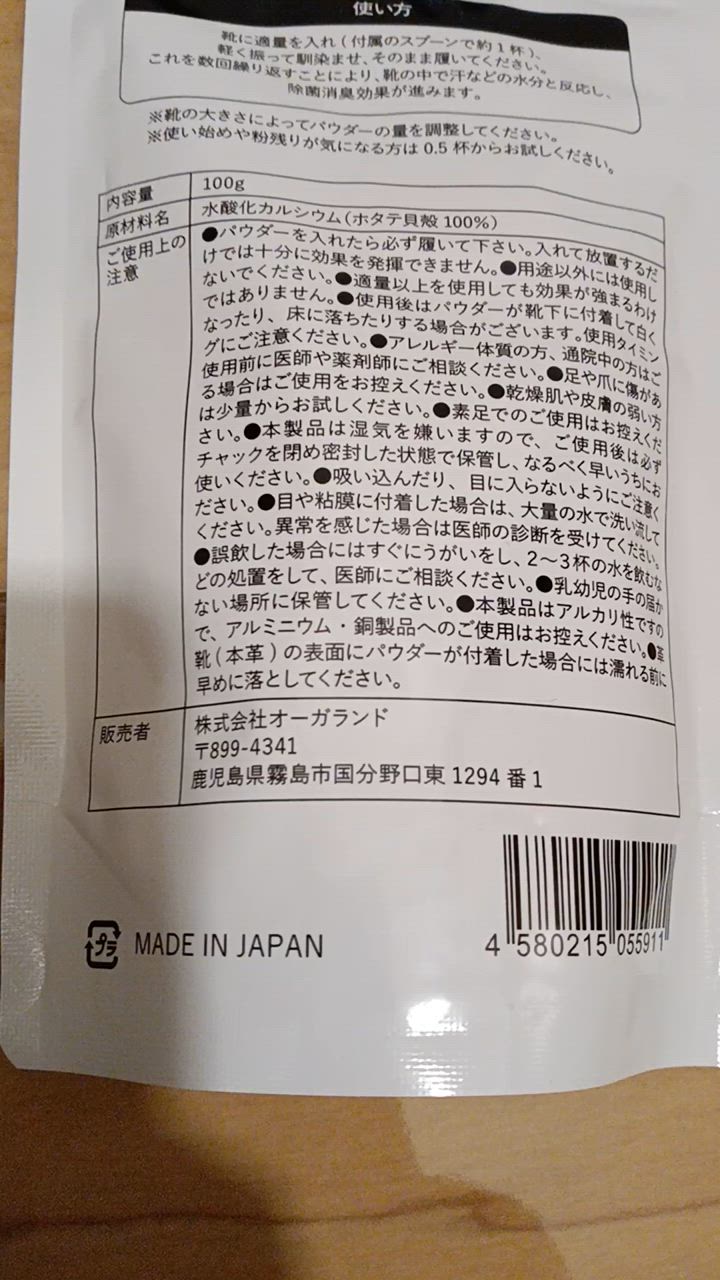 使い方
靴に適量を入れ(付属のスプーンで約1杯)、
軽く振って馴染ませ、そのまま履いてください。
これを数回繰り返すことにより、靴の中で汗などの水分と反応し、
除菌消臭効果が進みます。
※靴の大きさによってパウダーの量を調整してください。
※使い始めや粉残りが気になる方は 0.5 杯からお試しください。
内容量 100g
原材料名 水酸化カルシウム(ホタテ貝殻 100%)
ご使用上の注意
●パウダーを入れたら必ず履いて下さい。入れて放置するだ
けでは十分に効果を発揮できません。●用途以外には使用し
ないでください。●適量以上を使用しても効果が強まるわけ
ではありません。●使用後はパウダーが靴下に付着して白く
なったり、床に落ちたりする場合がございます。使用タイミン
グにご注意ください。●アレルギー体質の方、通院中の方はご
使用前に医師や薬剤師にご相談ください。●足や爪に傷があ
る場合はご使用をお控えください。●乾燥肌や皮膚の弱い方
は少量からお試しください。●素足でのご使用はお控えくだ
さい。●本製品は湿気を嫌いますので、ご使用後は必ず
チャックを閉め密封した状態で保管し、なるべく早いうちにお
使いください。●吸い込んだり、目に入らないようにご注意く
ださい。●目や粘膜に付着した場合は、大量の水で洗い流して
ください。異常を感じた場合は医師の診断を受けてください。
●誤飲した場合にはすぐにうがいをし、2〜3杯の水を飲むな
どの処置をして、医師にご相談ください。●乳幼児の手の届か
ない場所に保管してください。●本製品はアルカリ性ですの
で、アルミニウム・銅製品へのご使用はお控えください。●革
靴(本革)の表面にパウダーが付着した場合には濡れる前に
早めに落としてください。
販売者 株式会社オーガランド
〒899-4341
鹿児島県霧島市国分野口東 1294 番 1
プラ MADE IN JAPAN
4 580215 055911